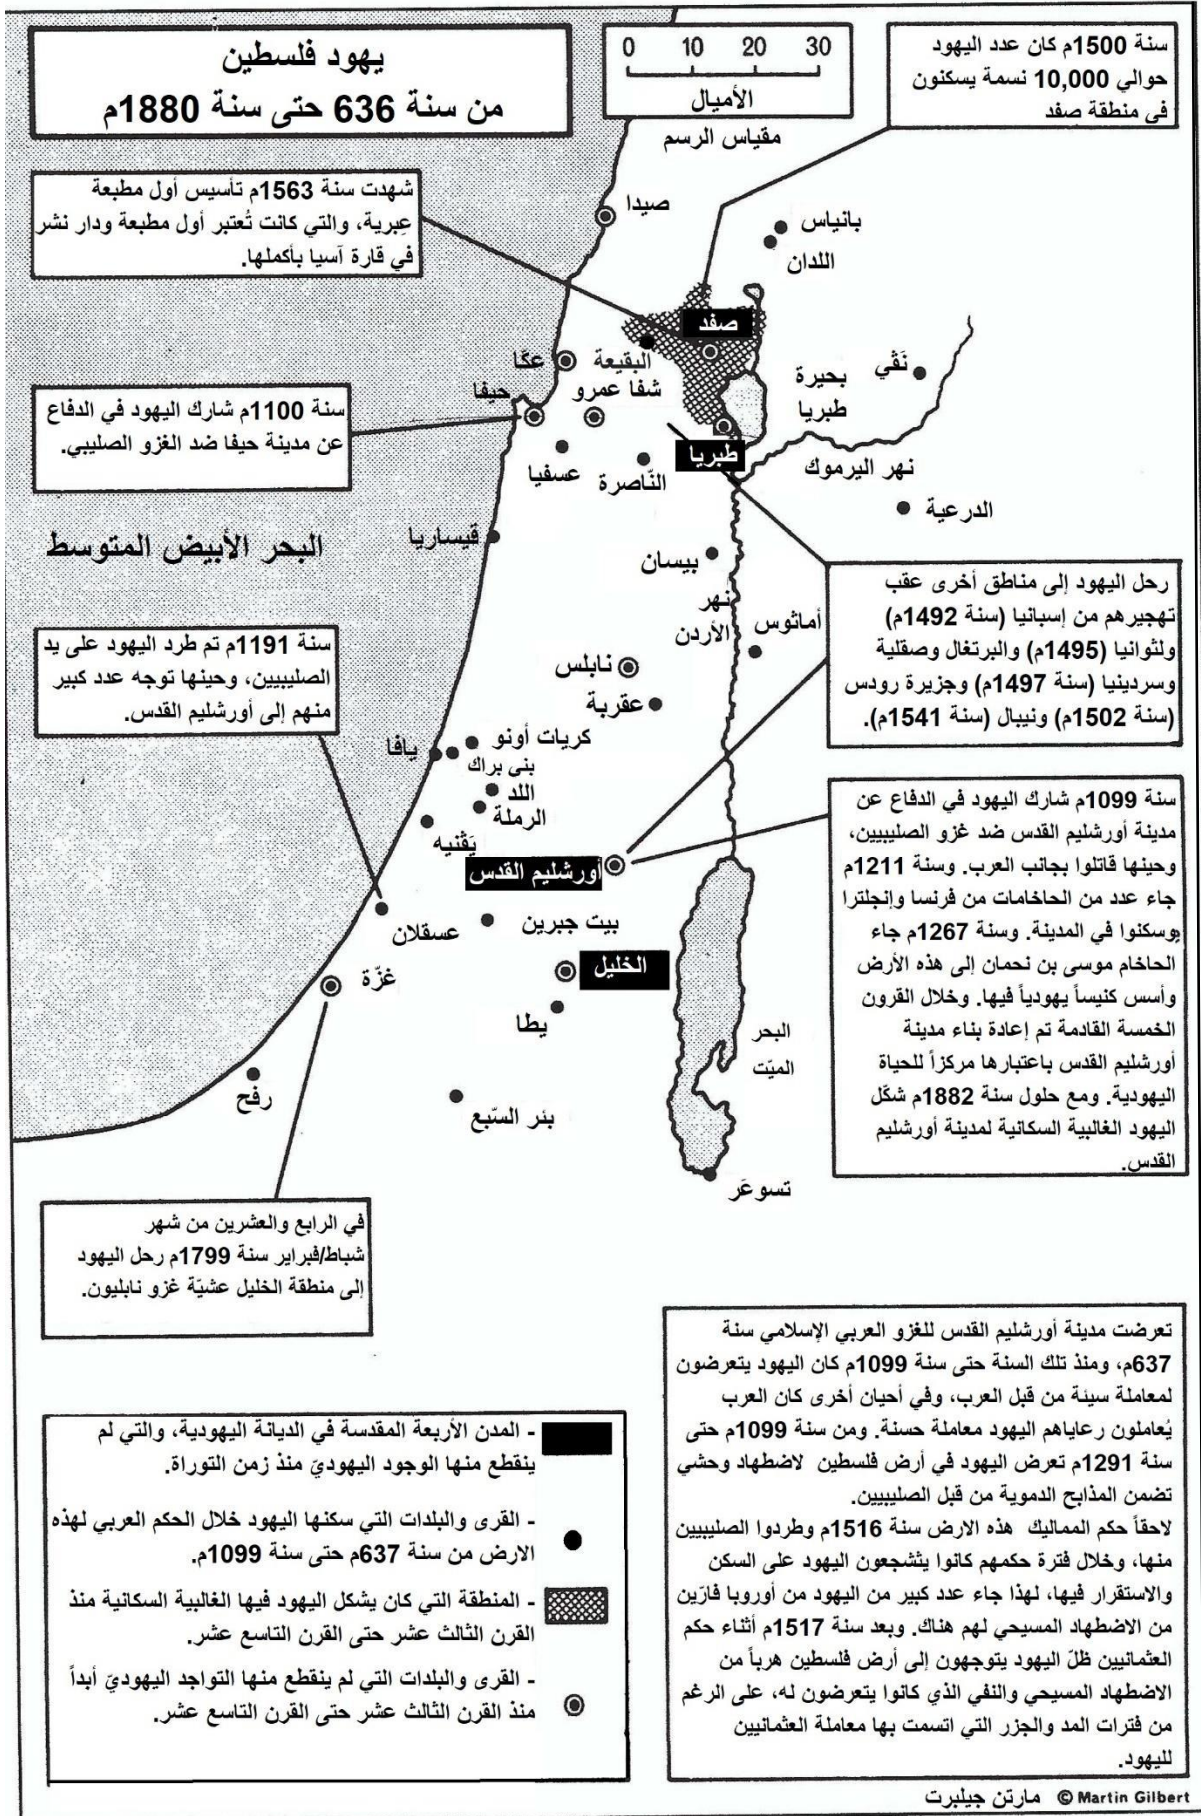 يهود فلسطين
من سنة 636 حتى سنة 1880م
0 10 20 30
الأميال
مقياس الرسم
سنة 1500م كان عدد اليهود
حوالي 10,000 نسمة يسكنون
في منطقة صفد
شهدت سنة 1563م تأسيس أول مطبعة
عِبرية، والتي كانت تُعتبر أول مطبعة ودار نشر
في قارة آسيا بأكملها.
صيدا
بانياس
اللدان
صفد
البقيعة
عكّا
شفا عمرو
حيفا
بحيرة
طبريا
نَڤي
سنة 1100م شارك اليهود في الدفاع
عن مدينة حيفا ضد الغزو الصليبي.
طبريا
عسفيا
النّاصرة
نهر اليرموك
الدرعية
البحر الأبيض المتوسط
قيساريا
بيسان
نهر
الأردن
أماثوس
رحل اليهود إلى مناطق أخرى عقب
تهجيرهم من إسبانيا (سنة 1492م)
ولثوانيا (1495م) والبرتغال وصقلية
وسردينيا (سنة 1497م) وجزيرة رودس
(سنة 1502م) ونيبال (سنة 1541م).
سنة 1191م تم طرد اليهود على يد
الصليبيين، وحينها توجه عدد كبير
منهم إلى أورشليم القدس.
نابلس
عقربة
كريات أونو
يافا
بني براك
اللد
الرملة
يَڤنيه
أورشليم القدس
سنة 1099م شارك اليهود في الدفاع عن
مدينة أورشليم القدس ضد غزو الصليبيين،
وحينها قاتلوا بجانب العرب. وسنة 1211م
جاء عدد من الحاخامات من فرنسا وإنجلترا
وسكنوا في المدينة. وسنة 1267م جاء
الحاخام موسى بن نحمان إلى هذه الأرض
وأسس كنيساً يهودياً فيها. وخلال القرون
الخمسة القادمة تم إعادة بناء مدينة
أورشليم القدس باعتبارها مركزاً للحياة
اليهودية. ومع حلول سنة 1882م شكّل
اليهود الغالبية السكانية لمدينة أورشليم
القدس.
عسقلان
بيت جبرين
غزّة
الخليل
يطا
البحر
الميّت
رفح
بئر السّبع
تسوعَر
في الرابع والعشرين من شهر
شباط/فبراير سنة 1799م رحل اليهود
إلى منطقة الخليل عشيّة غزو نابليون.
تعرضت مدينة أورشليم القدس للغزو العربي الإسلامي سنة
637م، ومنذ تلك السنة حتى سنة 1099م كان اليهود يتعرضون
لمعاملة سيئة من قبل العرب، وفي أحيان أخرى كان العرب
يُعاملون رعاياهم اليهود معاملة حسنة. ومن سنة 1099م حتى
سنة 1291م تعرض اليهود في أرض فلسطين لاضطهاد وحشي
تضمن المذابح الدموية من قبل الصليبيين.
لاحقاً حكم المماليك هذه الارض سنة 1516م وطردوا الصليبيين
منها، وخلال فترة حكمهم كانوا يثشجعون اليهود على السكن
والاستقرار فيها، لهذا جاء عدد كبير من اليهود من أوروبا فارّين
من الاضطهاد المسيحي لهم هناك. وبعد سنة 1517م أثناء حكم
العثمانيين ظلّ اليهود يتوجهون إلى أرض فلسطين هرباً من
الاضطهاد المسيحي والنفي الذي كانوا يتعرضون له، على الرغم
من فترات المد والجزر التي اتسمت بها معاملة العثمانيين
لليهود.
- المدن الأربعة المقدسة في الديانة اليهودية، والتي لم
ينقطع منها الوجود اليهوديّ منذ زمن التوراة.
- القرى والبلدات التي سكنها اليهود خلال الحكم العربي لهذه
الارض من سنة 637م حتى سنة 1099م.
- المنطقة التي كان يشكل اليهود فيها الغالبية السكانية منذ
القرن الثالث عشر حتى القرن التاسع عشر.
- القرى والبلدات التي لم ينقطع منها التواجد اليهوديّ أبداً
منذ القرن الثالث عشر حتى القرن التاسع عشر.
مارتن جيلبرت © Martin Gilbert